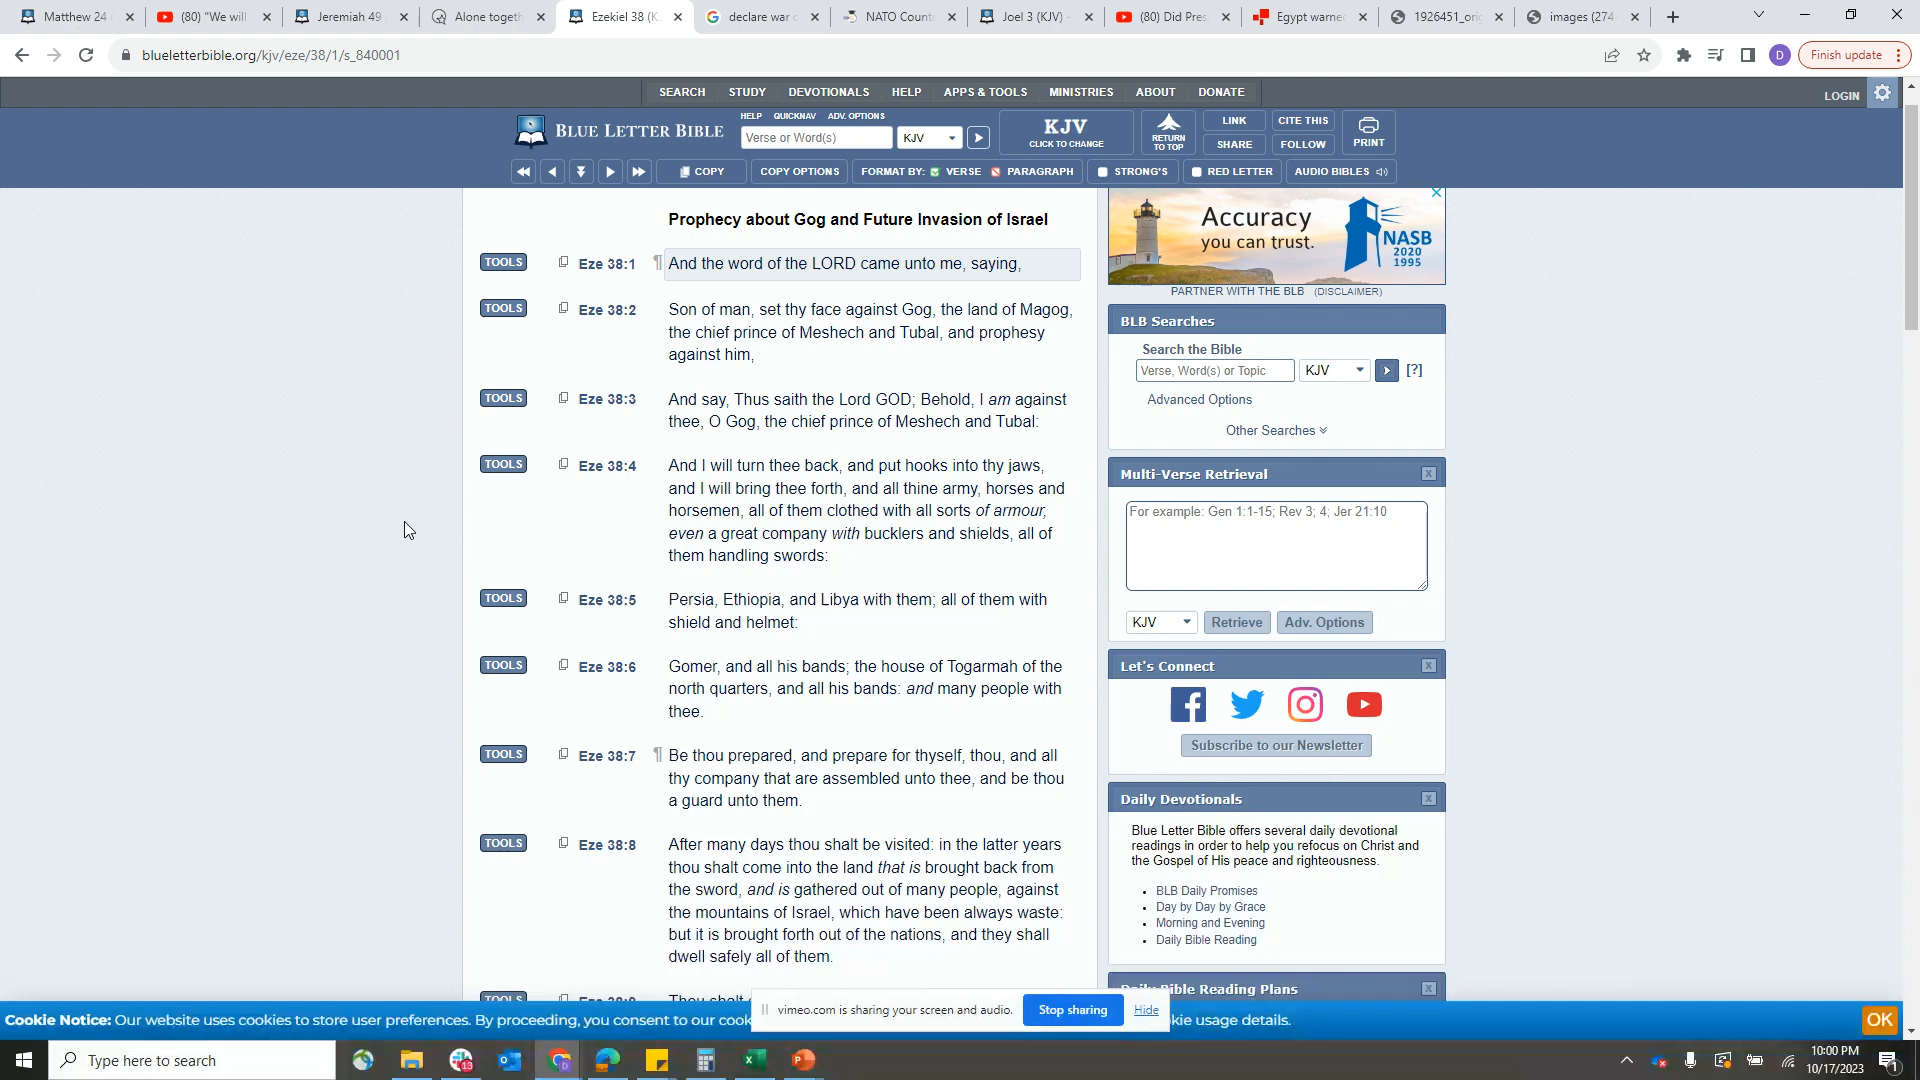 Matthew 24
(80) "We will
Jeremiah 49
Alone togeth
Ezekiel 38 (K
declare war c
NATO Count
Joel 3 (KJV) -
(80) Did Pres
Egypt warned
1926451_orig
images (274
blueletterbible.org/kjv/eze/38/1/s_840001
D
Finish update
SEARCH STUDY DEVOTIONALS HELP APPS & TOOLS MINISTRIES ABOUT DONATE
LOGIN
BLUE LETTER BIBLE
HELP QUICKNAV ADV. OPTIONS
Verse or Word(s)
KJV
KJV
CLICK TO CHANGE
RETURN
TO TOP
LINK
CITE THIS
SHARE
FOLLOW
PRINT
COPY
COPY OPTIONS
FORMAT BY: VERSE PARAGRAPH
STRONG'S
RED LETTER
AUDIO BIBLES
Prophecy about Gog and Future Invasion of Israel
TOOLS Eze 38:1 ¶ And the word of the LORD came unto me, saying,
TOOLS Eze 38:2 Son of man, set thy face against Gog, the land of Magog,
the chief prince of Meshech and Tubal, and prophesy
against him,
TOOLS Eze 38:3 And say, Thus saith the Lord GOD; Behold, I am against
thee, O Gog, the chief prince of Meshech and Tubal:
TOOLS Eze 38:4 And I will turn thee back, and put hooks into thy jaws,
and I will bring thee forth, and all thine army, horses and
horsemen, all of them clothed with all sorts of armour,
even a great company with bucklers and shields, all of
them handling swords:
TOOLS Eze 38:5 Persia, Ethiopia, and Libya with them; all of them with
shield and helmet:
TOOLS Eze 38:6 Gomer, and all his bands; the house of Togarmah of the
north quarters, and all his bands: and many people with
thee.
TOOLS Eze 38:7 ¶ Be thou prepared, and prepare for thyself, thou, and all
thy company that are assembled unto thee, and be thou
a guard unto them.
TOOLS Eze 38:8 After many days thou shalt be visited: in the latter years
thou shalt come into the land that is brought back from
the sword, and is gathered out of many people, against
the mountains of Israel, which have been always waste:
but it is brought forth out of the nations, and they shall
dwell safely all of them.
TOOLS Eze 38:9 Thou shalt
Accuracy
you can trust.
NASB
2020
1995
PARTNER WITH THE BLB (DISCLAIMER)
BLB Searches
Search the Bible
Verse, Word(s) or Topic
KJV
[?]
Advanced Options
Other Searches
Multi-Verse Retrieval
For example: Gen 1:1-15; Rev 3; 4; Jer 21:10
KJV
Retrieve
Adv. Options
Let's Connect
Subscribe to our Newsletter
Daily Devotionals
Blue Letter Bible offers several daily devotional
readings in order to help you refocus on Christ and
the Gospel of His peace and righteousness.
BLB Daily Promises
Day by Day by Grace
Morning and Evening
Daily Bible Reading
Daily Bible Reading Plans
Cookie Notice: Our website uses cookies to store user preferences. By proceeding, you consent to our cook
kie usage details.
OK
vimeo.com is sharing your screen and audio.
Stop sharing
Hide
Type here to search
13
10:00 PM
10/17/2023
1